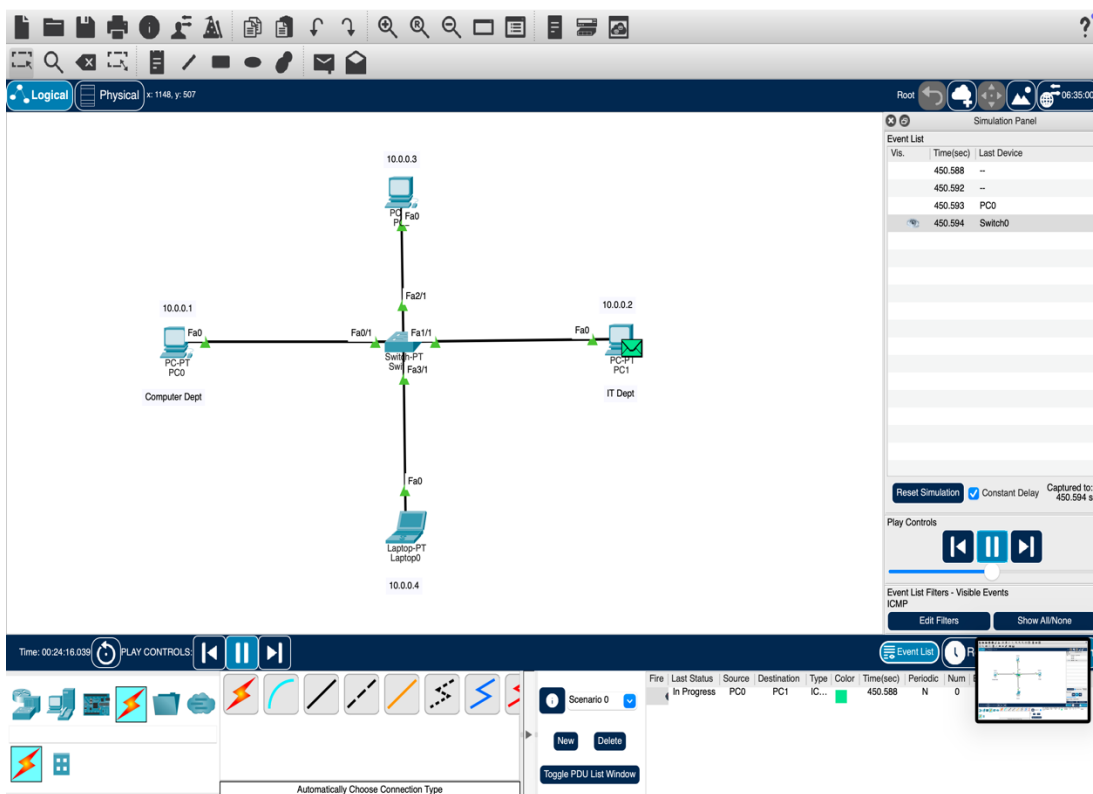 ?
Logical Physical x: 1148, y: 507 Root 06:35:00
Simulation Panel
Event List
Vis. Time(sec) Last Device
450.588 --
450.592 --
450.593 PC0
450.594 Switch0
10.0.0.3
Fa0
Fa2/1
10.0.0.1
10.0.0.2
Fa0 Fa0/1 Fa1/1 Fa0
Switch-PT
Fa3/1
PC-PT
PC0
PC-PT
PC1
Computer Dept
IT Dept
Fa0
Laptop-PT
Laptop0
10.0.0.4
Reset Simulation Constant Delay Captured to:
450.594 s
Play Controls
Event List Filters - Visible Events
ICMP
Edit Filters Show All/None
Time: 00:24:16.039 PLAY CONTROLS: Event List
Fire Last Status Source Destination Type Color Time(sec) Periodic Num
In Progress PC0 PC1 IC... 450.588 N 0
Scenario 0
New Delete
Toggle PDU List Window
Automatically Choose Connection Type